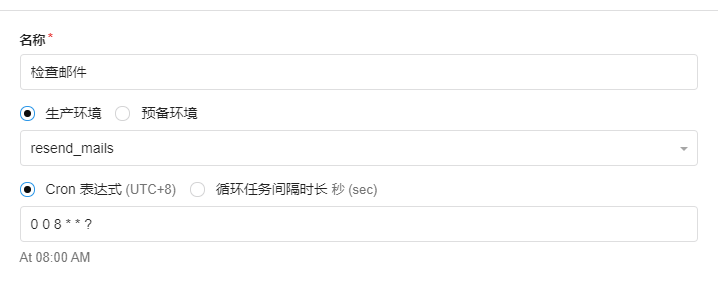 名称*
检查邮件
生产环境 预备环境
resend_mails
Cron 表达式 (UTC+8) 循环任务间隔时长 秒 (sec)
0 0 8 * * ?
At 08:00 AM